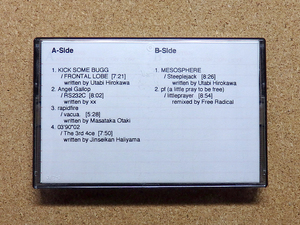 A-Side
1. KICK SOME BUGG
/ FRONTAL LOBE [7:21]
written by Utabi Hirokawa
2. Angel Gallop
/ RS232C [8:02]
written by xx
3. rapidfire
/ vacua. [5:28]
written by Masataka Otaki
4. 03'90"02
/ The 3rd 4ce [7:50]
written by Jinseikan Haliyama
B-Side
1. MESOSPHERE
/ Steeplejack [8:26]
written by Utabi Hirokawa
2. pf (a little pray to be free)
/ littleprayer [8:54]
remixed by Free Radical